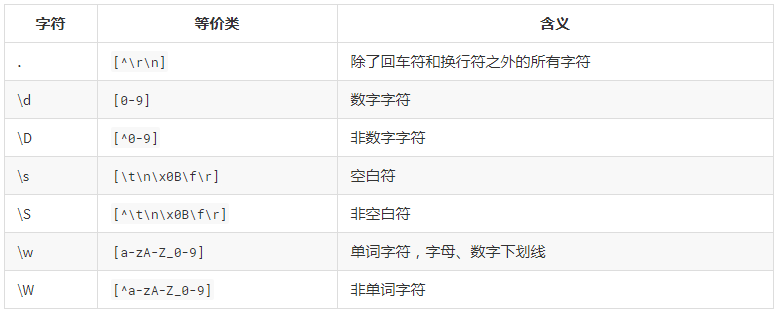 字符 等价类 含义
. [^\r\n] 除了回车符和换行符之外的所有字符
\d [0-9] 数字字符
\D [^0-9] 非数字字符
\s [\t\n\x0B\f\r] 空白符
\S [^\t\n\x0B\f\r] 非空白符
\w [a-zA-Z_0-9] 单词字符，字母、数字下划线
\W [^a-zA-Z_0-9] 非单词字符